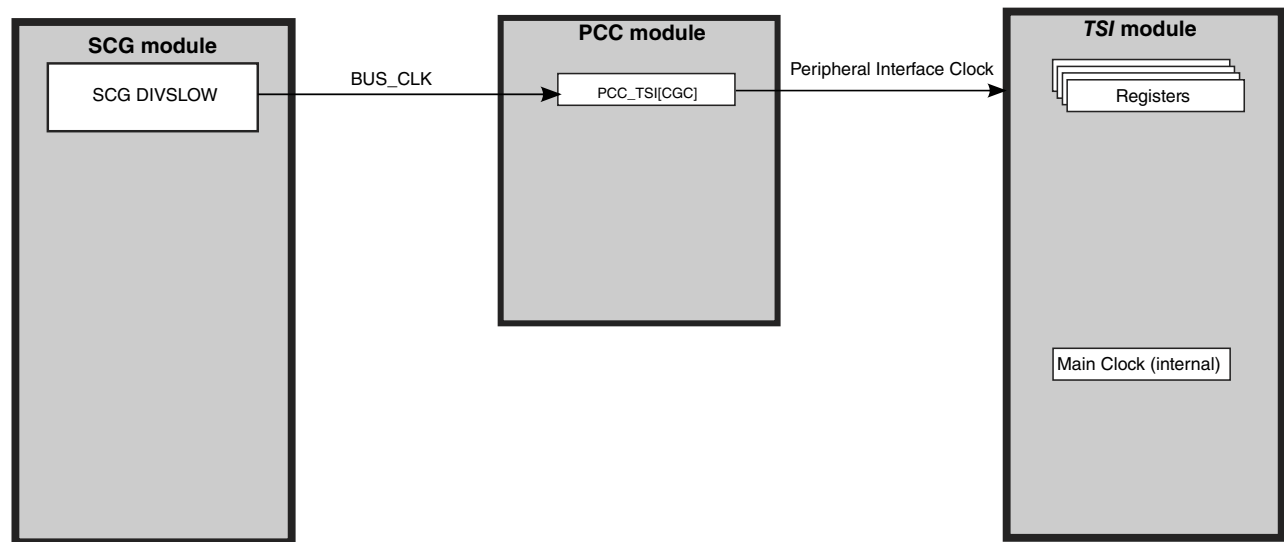 SCG module
SCG DIVSLOW
BUS_CLK
PCC module
PCC_TSI[CGC]
Peripheral Interface Clock
TSI module
Registers
Main Clock (internal)